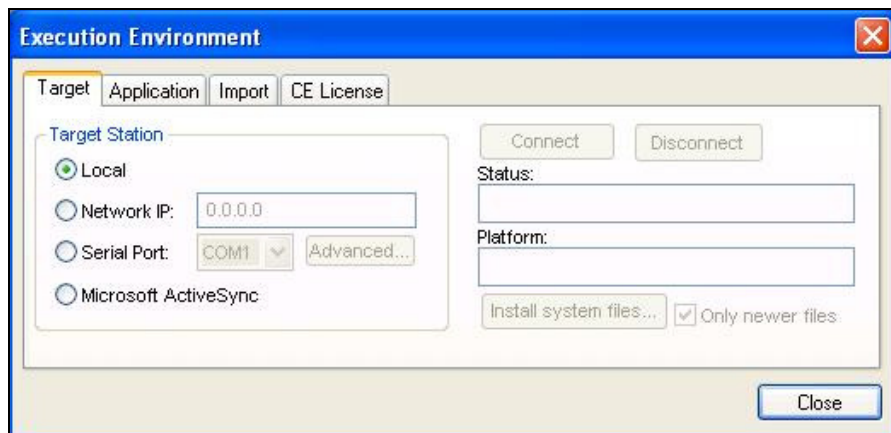 Execution Environment
Target Application Import CE License
Target Station
Local
Network IP: 0.0.0.0
Serial Port: COM1 Advanced...
Microsoft ActiveSync
Connect Disconnect
Status:
Platform:
Install system files... Only newer files
Close